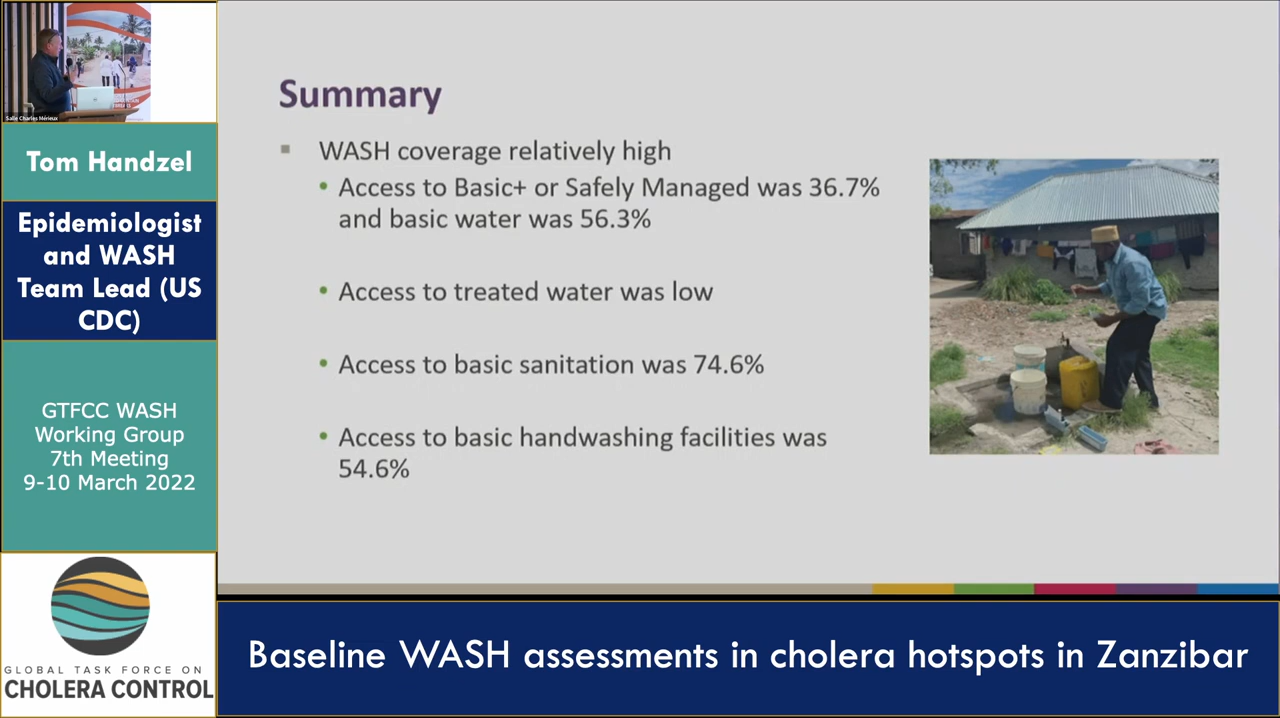 Salle Charles Mérieux
Tom Handzel
Epidemiologist
and WASH
Team Lead (US
CDC)
GTFCC WASH
Working Group
7th Meeting
9-10 March 2022
GLOBAL TASK FORCE ON
CHOLERA CONTROL
Summary
WASH coverage relatively high
Access to Basic+ or Safely Managed was 36.7%
and basic water was 56.3%
Access to treated water was low
Access to basic sanitation was 74.6%
Access to basic handwashing facilities was
54.6%
Baseline WASH assessments in cholera hotspots in Zanzibar